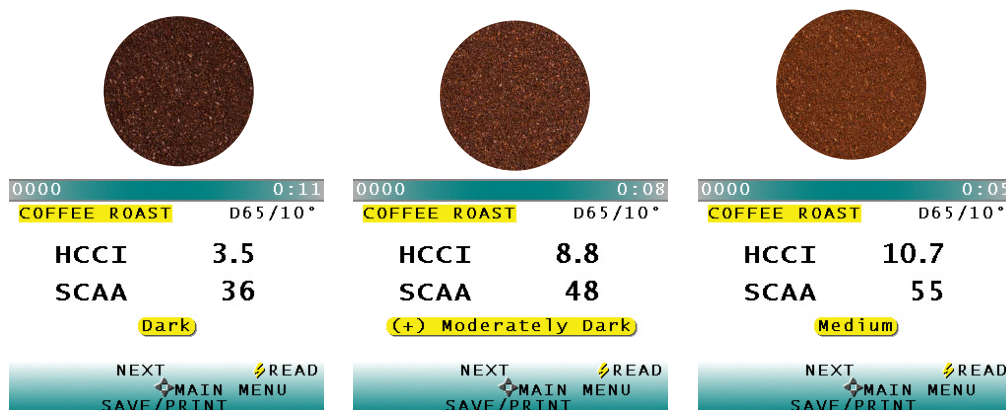 0000 0:11
COFFEE ROAST D65/10°
HCCI 3.5
SCAA 36
Dark
NEXT READ
MAIN MENU
SAVE/PRINT
0000 0:08
COFFEE ROAST D65/10°
HCCI 8.8
SCAA 48
(+) Moderately Dark
NEXT READ
MAIN MENU
SAVE/PRINT
0000 0:05
COFFEE ROAST D65/10°
HCCI 10.7
SCAA 55
Medium
NEXT READ
MAIN MENU
SAVE/PRINT